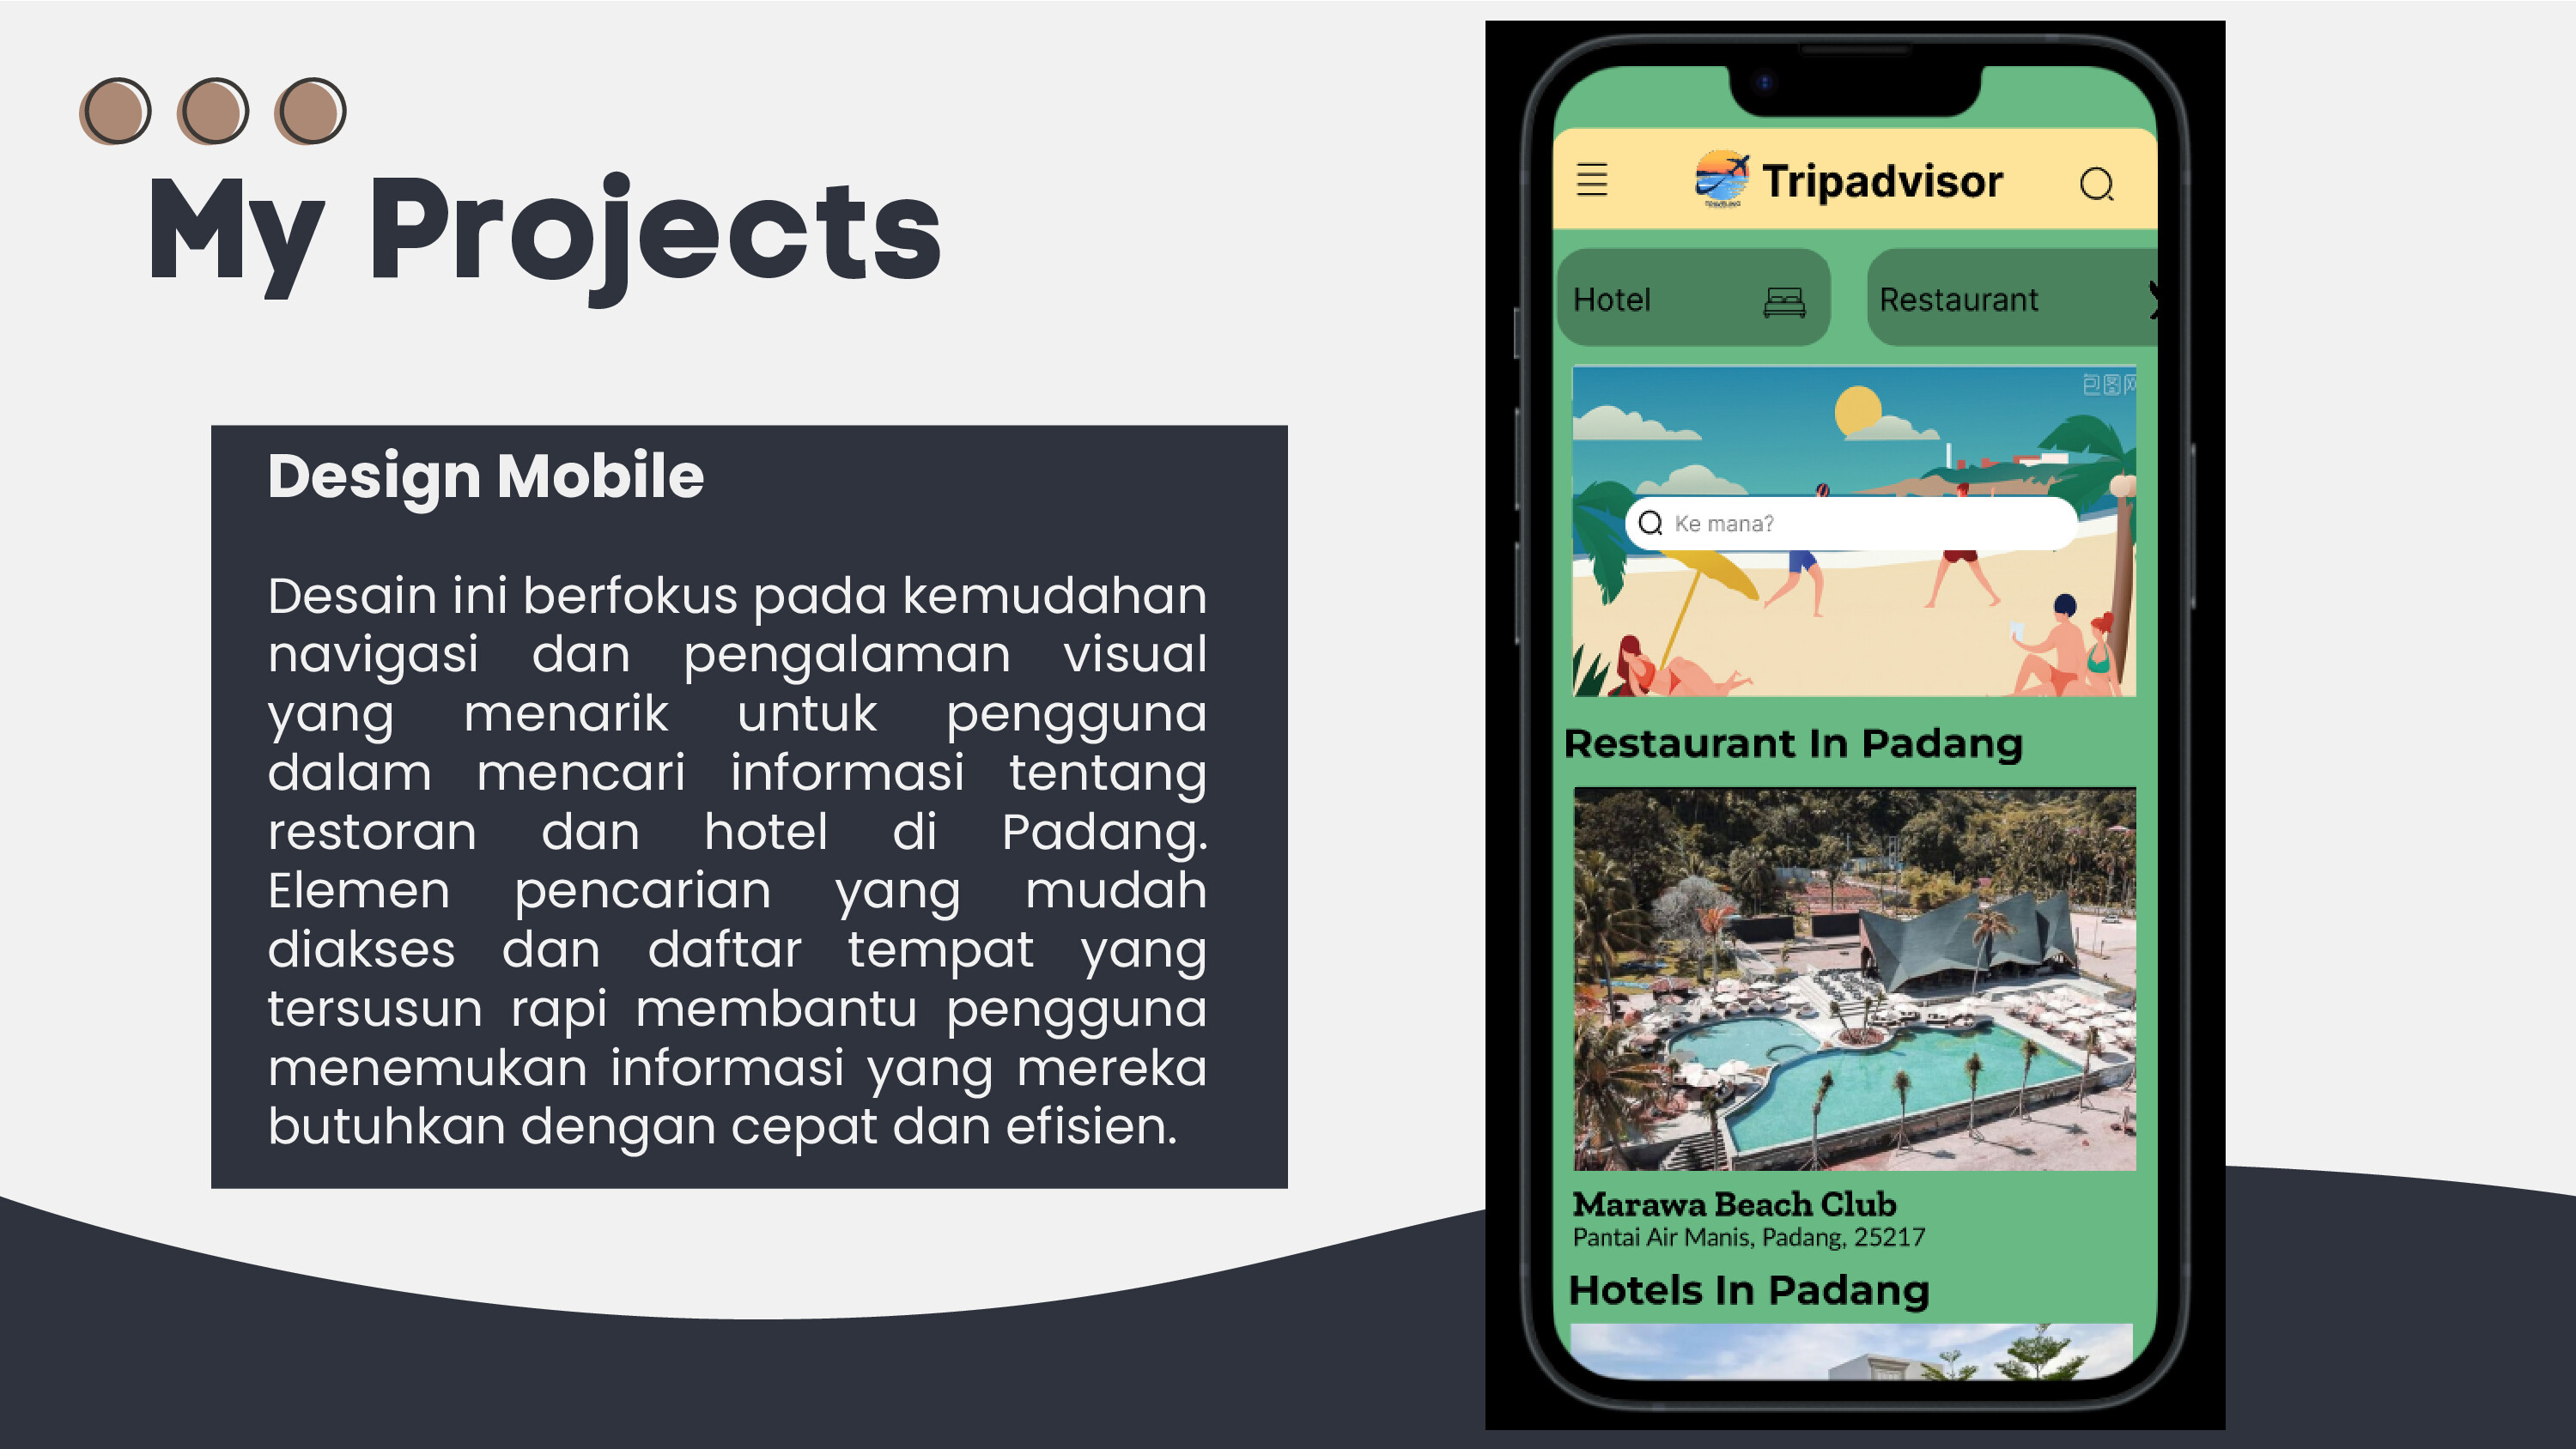 My Projects
Design Mobile
Desain ini berfokus pada kemudahan
navigasi dan pengalaman visual
yang menarik untuk pengguna
dalam mencari informasi tentang
restoran dan hotel di Padang.
Elemen pencarian yang mudah
diakses dan daftar tempat yang
tersusun rapi membantu pengguna
menemukan informasi yang mereka
butuhkan dengan cepat dan efisien.
Tripadvisor
Hotel
Restaurant
包图网
Ke mana?
Restaurant In Padang
Marawa Beach Club
Pantai Air Manis, Padang, 25217
Hotels In Padang